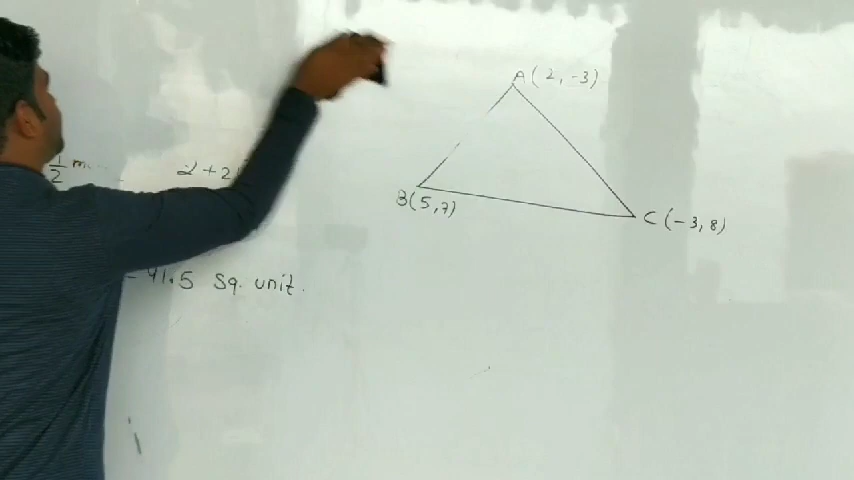 A(2,-3)
1/2
2+2
B(5,7)
C(-3,8)
41.5 Sq. unit.